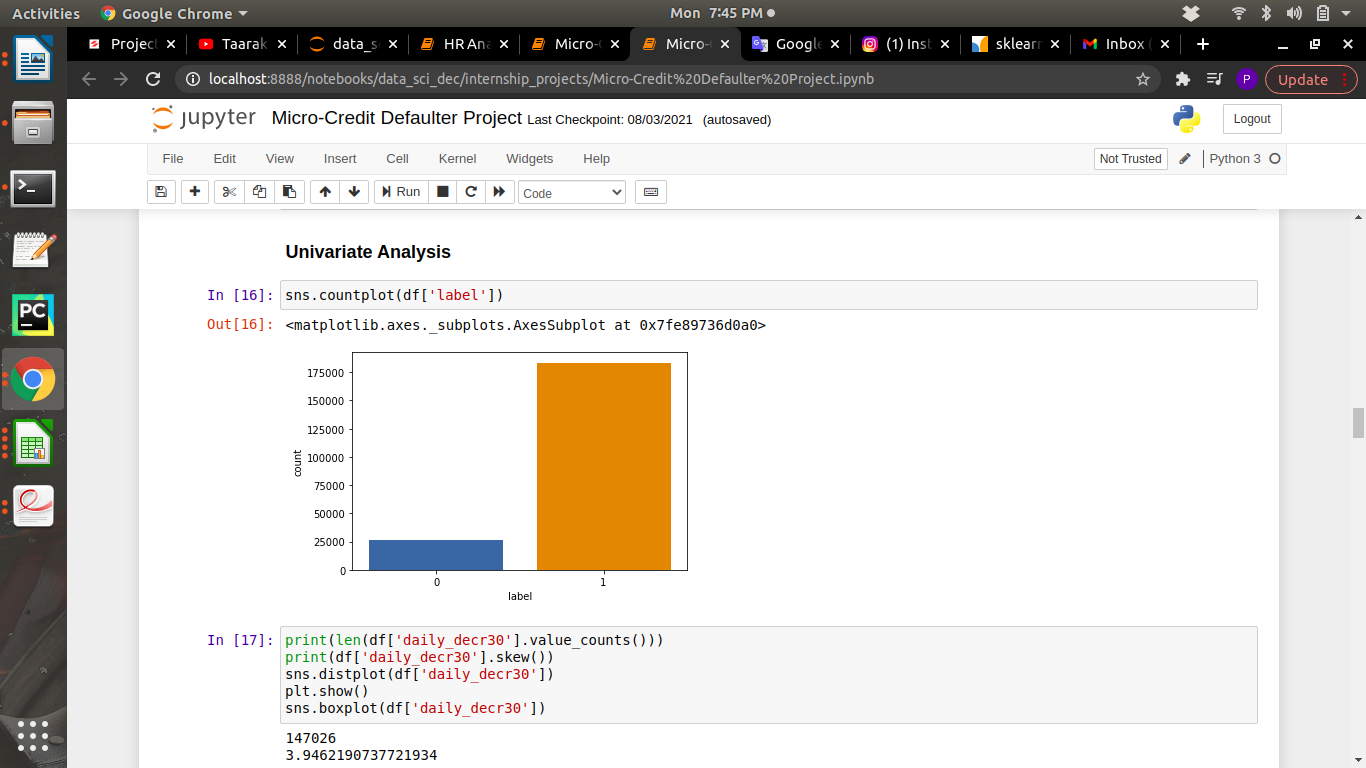 Activities Google Chrome Mon 7:45 PM
Project Taarak data_s HR Ana Micro- Micro- Google (1) Inst sklearn Inbox (
localhost:8888/notebooks/data_sci_dec/internship_projects/Micro-Credit%20Defaulter%20Project.ipynb P Update
jupyter Micro-Credit Defaulter Project Last Checkpoint: 08/03/2021 (autosaved) Logout
File Edit View Insert Cell Kernel Widgets Help Not Trusted Python 3
Run Code
Univariate Analysis
In [16]: sns.countplot(df['label'])
Out[16]: <matplotlib.axes._subplots.AxesSubplot at 0x7fe89736d0a0>
175000
150000
125000
100000
75000
50000
25000
0
count
0 1
label
In [17]: print(len(df['daily_decr30'].value_counts()))
print(df['daily_decr30'].skew())
sns.distplot(df['daily_decr30'])
plt.show()
sns.boxplot(df['daily_decr30'])
147026
3.9462190737721934
PC